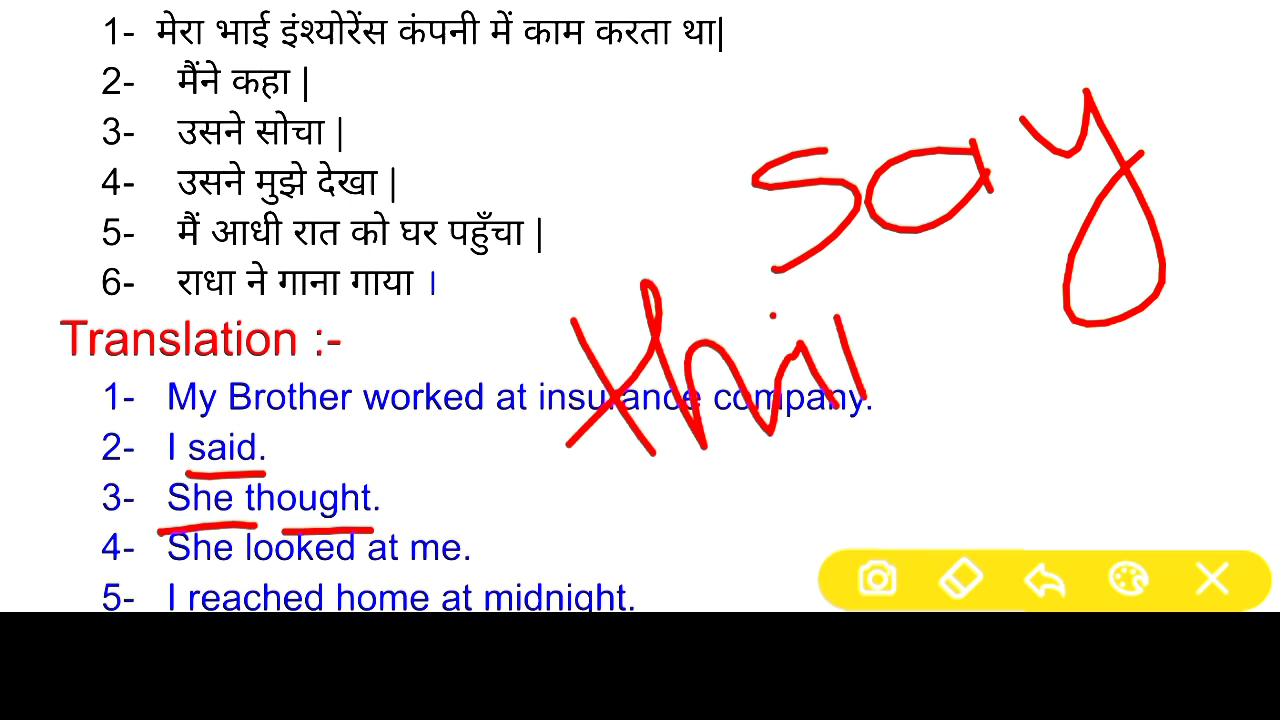 1- मेरा भाई इंश्योरेंस कंपनी में काम करता था|
2- मैंने कहा |
3- उसने सोचा |
4- उसने मुझे देखा |
5- मैं आधी रात को घर पहुँचा |
6- राधा ने गाना गाया ।
say
Translation :-
thin
1- My Brother worked at insurance company.
2- I said.
3- She thought.
4- She looked at me.
5- I reached home at midnight.